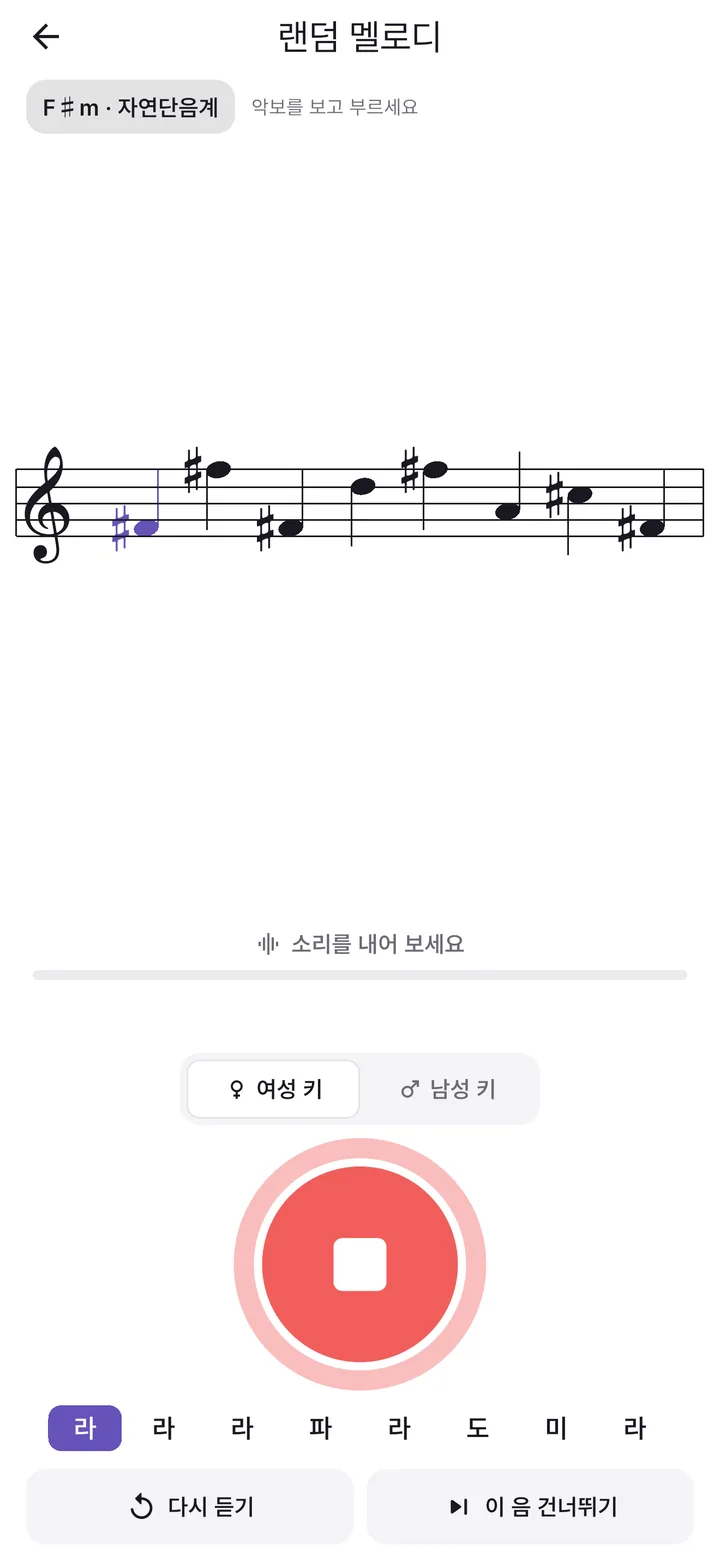 랜덤 멜로디
F♯m · 자연단음계 악보를 보고 부르세요
소리를 내어 보세요
♀ 여성 키 ♂ 남성 키
라 라 라 파 라 도 미 라
다시 듣기 이 음 건너뛰기